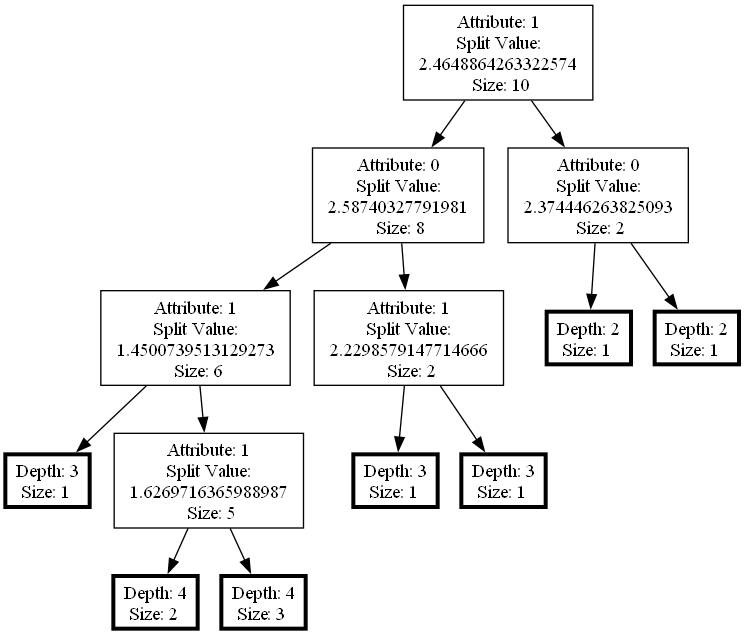 Attribute: 1
Split Value:
2.4648864263322574
Size: 10
Attribute: 0
Split Value:
2.58740327791981
Size: 8
Attribute: 0
Split Value:
2.374446263825093
Size: 2
Attribute: 1
Split Value:
1.4500739513129273
Size: 6
Attribute: 1
Split Value:
2.2298579147714666
Size: 2
Depth: 2
Size: 1
Depth: 2
Size: 1
Depth: 3
Size: 1
Attribute: 1
Split Value:
1.6269716365988987
Size: 5
Depth: 3
Size: 1
Depth: 3
Size: 1
Depth: 4
Size: 2
Depth: 4
Size: 3